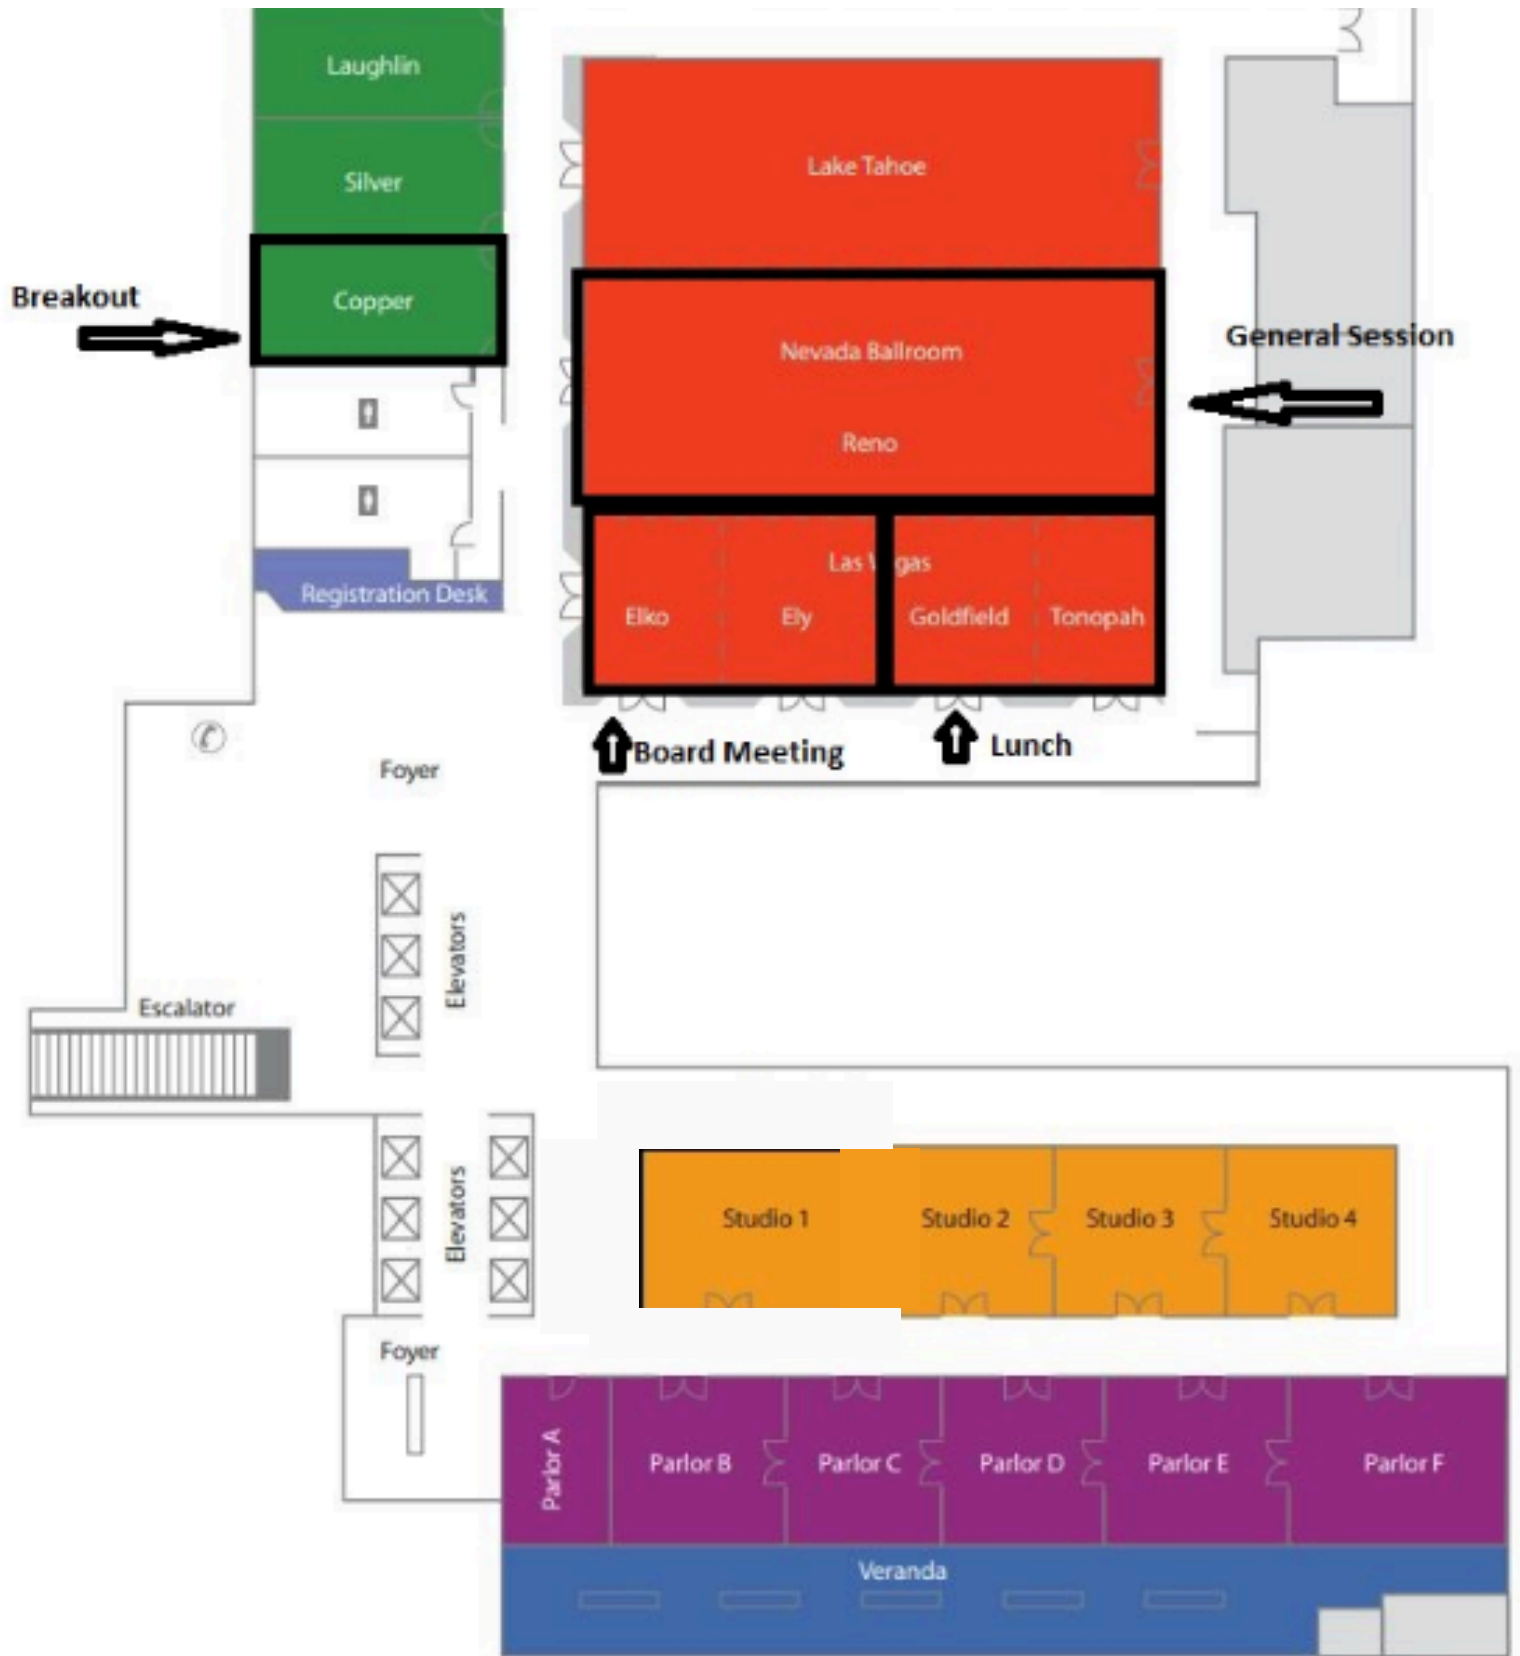 Laughlin
Silver
Copper
Breakout
Lake Tahoe
Nevada Ballroom
Reno
General Session
Las V gas
Elko
Ely
Goldfield
Tonopah
Registration Desk
Board Meeting
Lunch
Foyer
Elevators
Escalator
Elevators
Studio 1
Studio 2
Studio 3
Studio 4
Foyer
Parlor A
Parlor B
Parlor C
Parlor D
Parlor E
Parlor F
Veranda